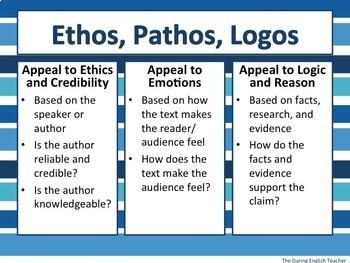 Ethos, Pathos, Logos
Appeal to Ethics
and Credibility
• Based on the
speaker or
author
• Is the author
reliable and
credible?
• Is the author
knowledgeable?
Appeal to
Emotions
• Based on how
the text makes
the reader/
audience feel
• How does the
text make the
audience feel?
Appeal to Logic
and Reason
• Based on facts,
research, and
evidence
• How do the
facts and
evidence
support the
claim?
The Daring English Teacher